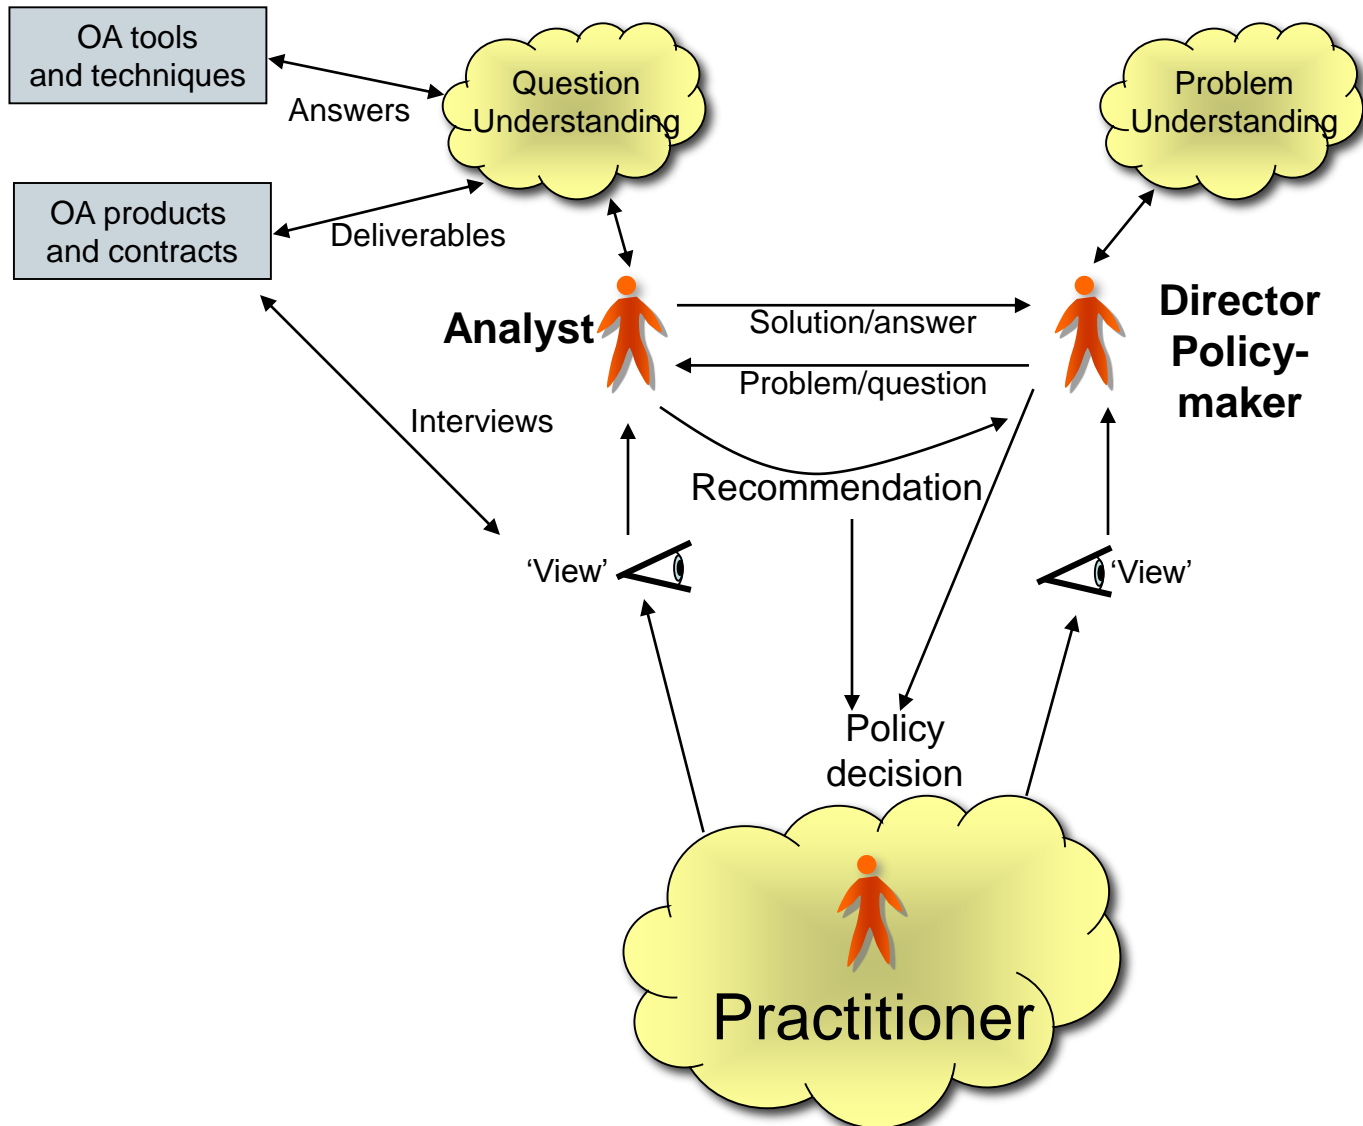 OA tools
and techniques
Question
Understanding
Problem
Understanding
Answers
OA products
and contracts
Deliverables
Analyst
Solution/answer
Problem/question
Director
Policy-
maker
Interviews
Recommendation
‘View’
‘View’
Policy
decision
Practitioner